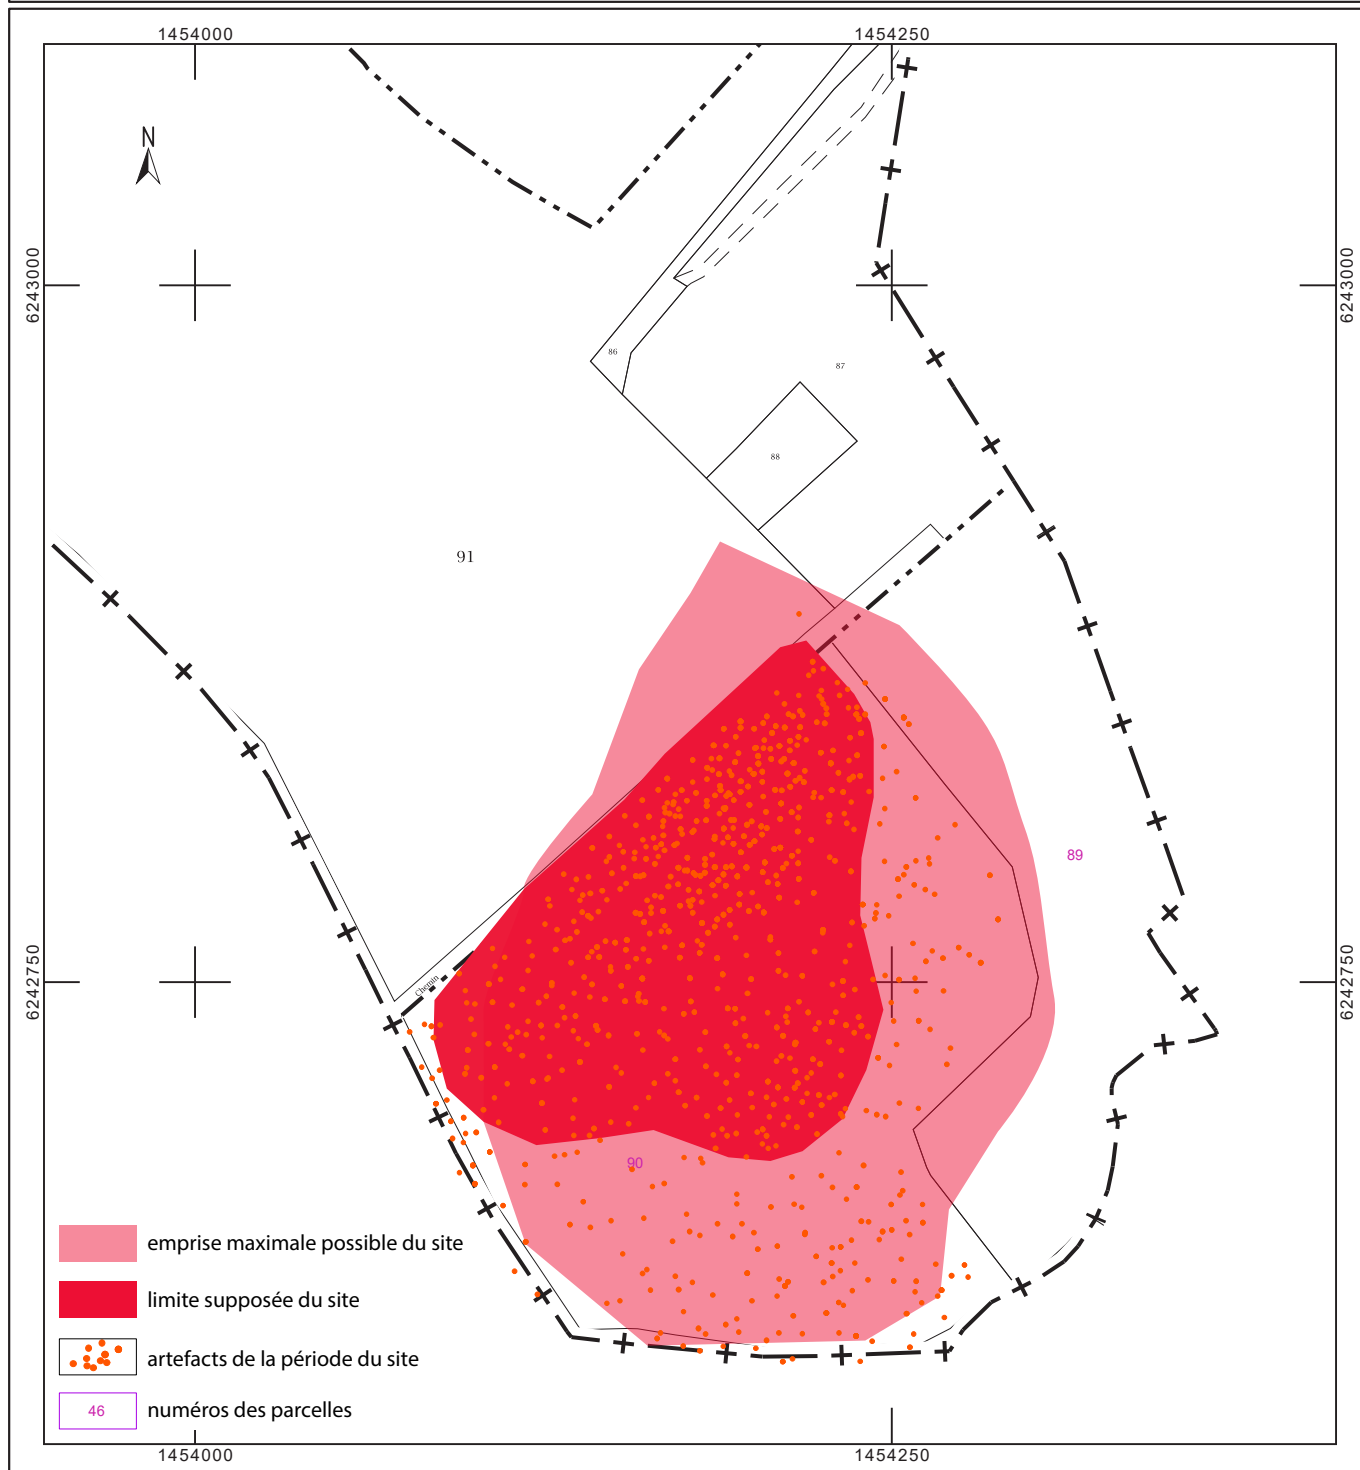 1454000 1454250
N
6243000 6243000
86
87
88
91
89
6242750 6242750
Chemin
90
emprise maximale possible du site
limite supposée du site
artefacts de la période du site
46 numéros des parcelles
1454000 1454250